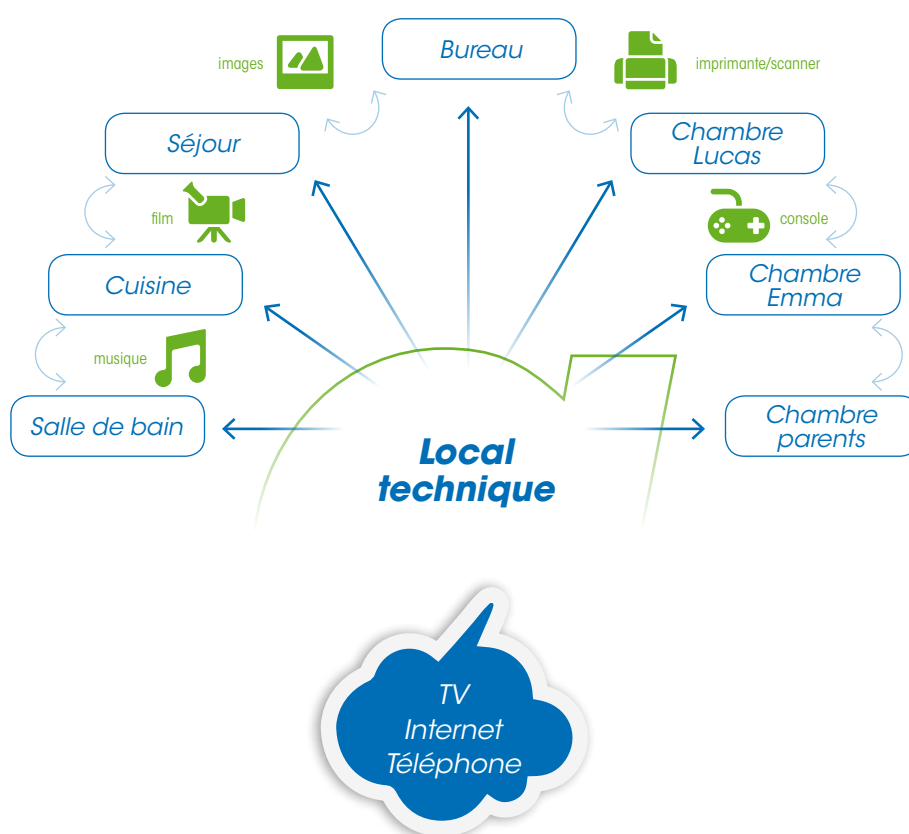 Bureau
images
imprimante/scanner
Séjour
Chambre
Lucas
film
console
Cuisine
Chambre
Emma
musique
Salle de bain
Chambre
parents
Local
technique
TV
Internet
Téléphone